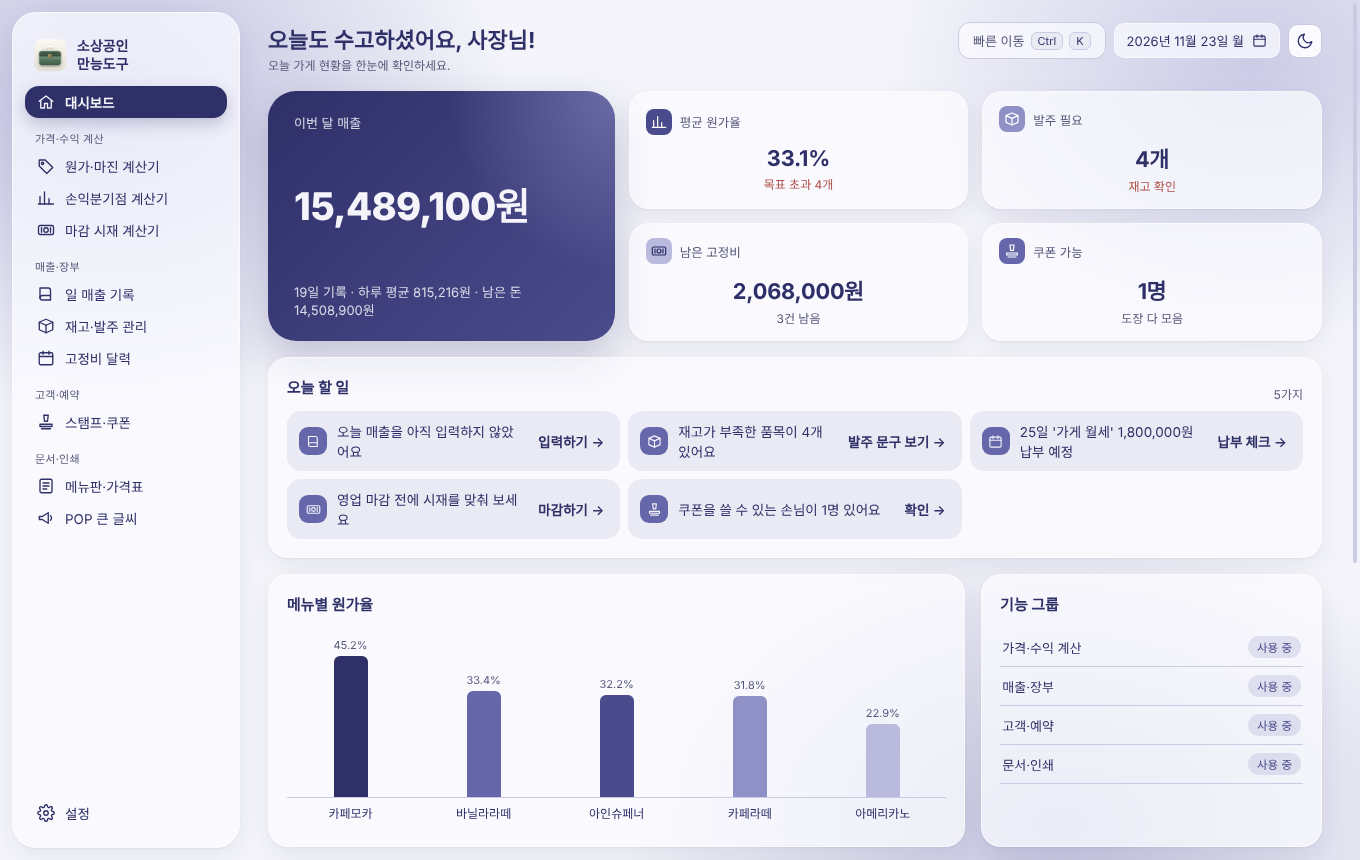 소상공인
만능도구
대시보드
가격·수익 계산
원가·마진 계산기
손익분기점 계산기
마감 시재 계산기
매출·장부
일 매출 기록
재고·발주 관리
고정비 달력
고객·예약
스탬프·쿠폰
문서·인쇄
메뉴판·가격표
POP 큰 글씨
설정
오늘도 수고하셨어요, 사장님!
오늘 가게 현황을 한눈에 확인하세요.
빠른 이동 Ctrl K
2026년 11월 23일 월
이번 달 매출
15,489,100원
19일 기록 · 하루 평균 815,216원 · 남은 돈
14,508,900원
평균 원가율
33.1%
목표 초과 4개
발주 필요
4개
재고 확인
남은 고정비
2,068,000원
3건 남음
쿠폰 가능
1명
도장 다 모음
오늘 할 일
5가지
오늘 매출을 아직 입력하지 않았
어요
입력하기 →
재고가 부족한 품목이 4개
있어요
발주 문구 보기 →
25일 '가게 월세' 1,800,000원
납부 예정
납부 체크 →
영업 마감 전에 시재를 맞춰 보세
요
마감하기 →
쿠폰을 쓸 수 있는 손님이 1명 있어요
확인 →
메뉴별 원가율
45.2%
33.4%
32.2%
31.8%
22.9%
카페모카
바닐라라떼
아인슈페너
카페라떼
아메리카노
기능 그룹
가격·수익 계산 사용 중
매출·장부 사용 중
고객·예약 사용 중
문서·인쇄 사용 중